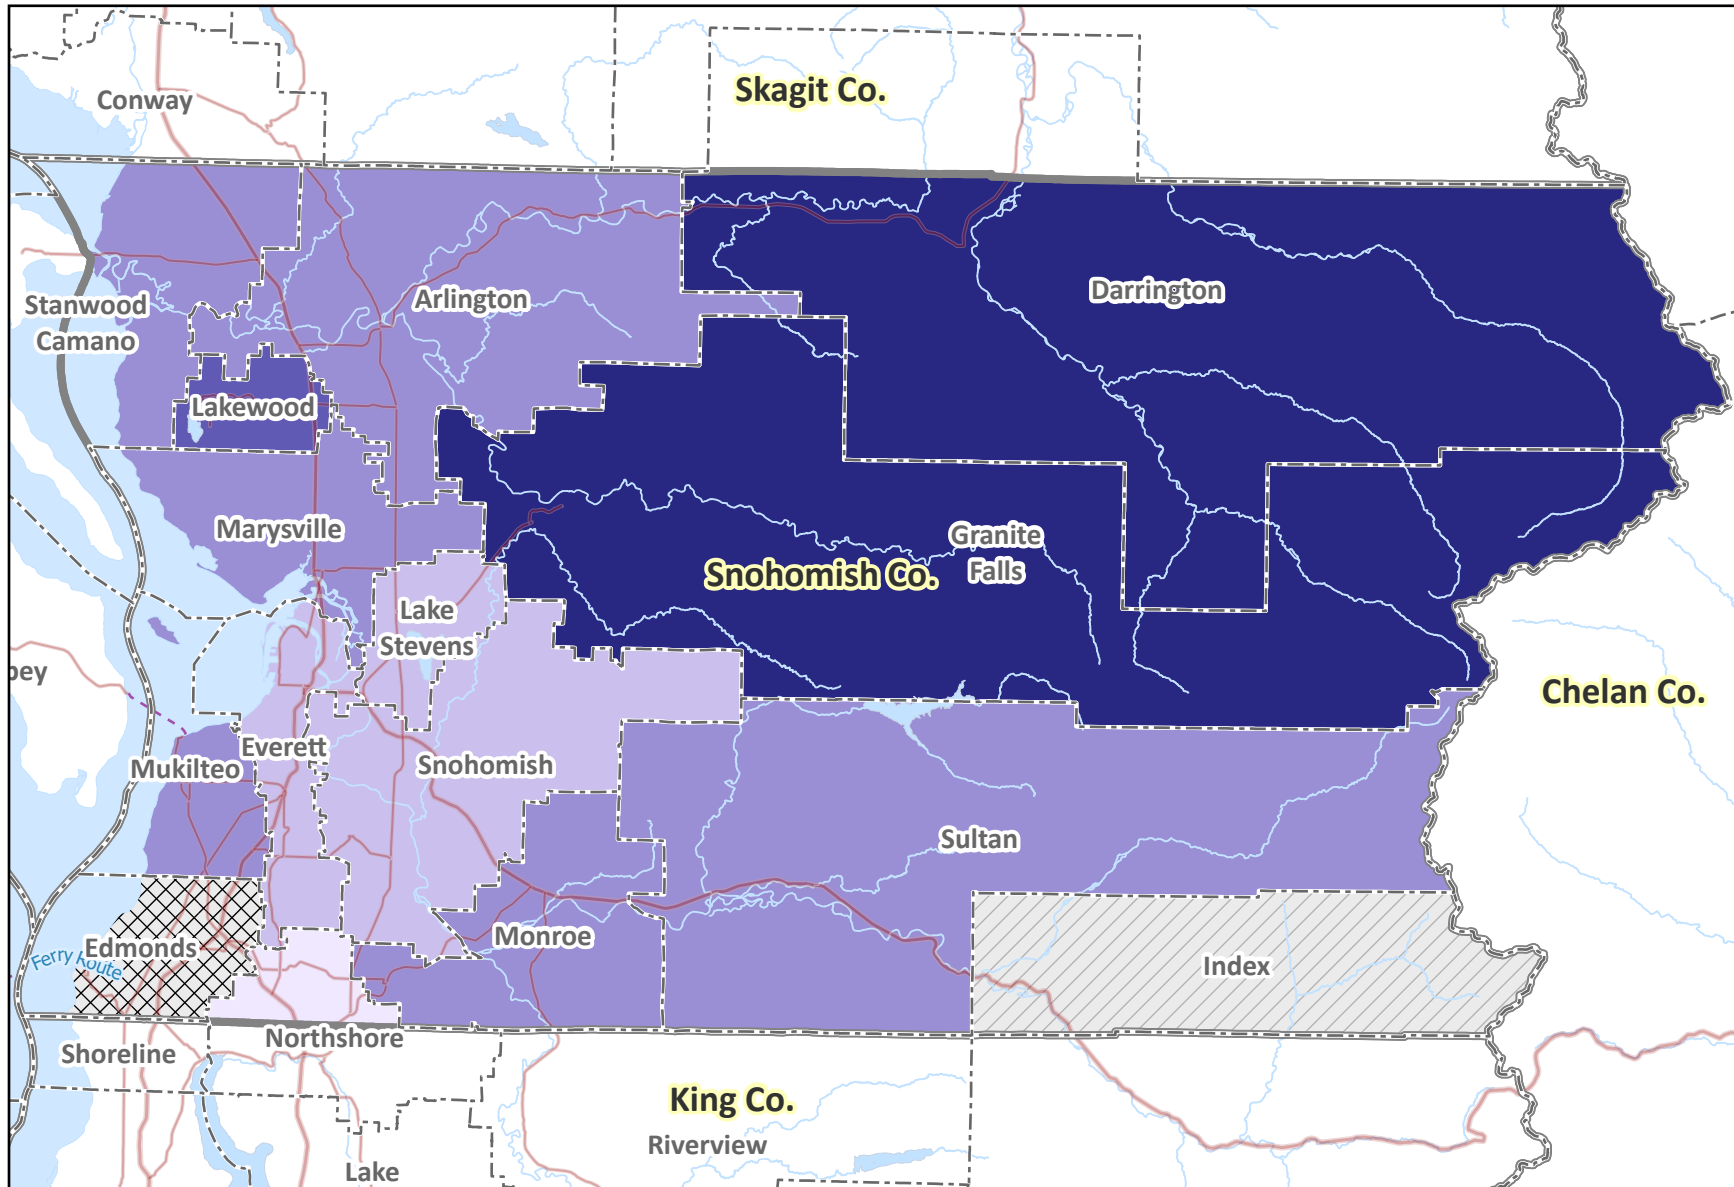 Skagit Co.
Conway
Darrington
Arlington
Stanwood
Camano
Lakewood
Marysville
Granite
Falls
Snohomish Co.
Lake
Stevens
Chelan Co.
Everett
Mukilteo
Snohomish
Sultan
Monroe
Edmonds
Ferry Route
Index
Northshore
Shoreline
King Co.
Riverview
Lake